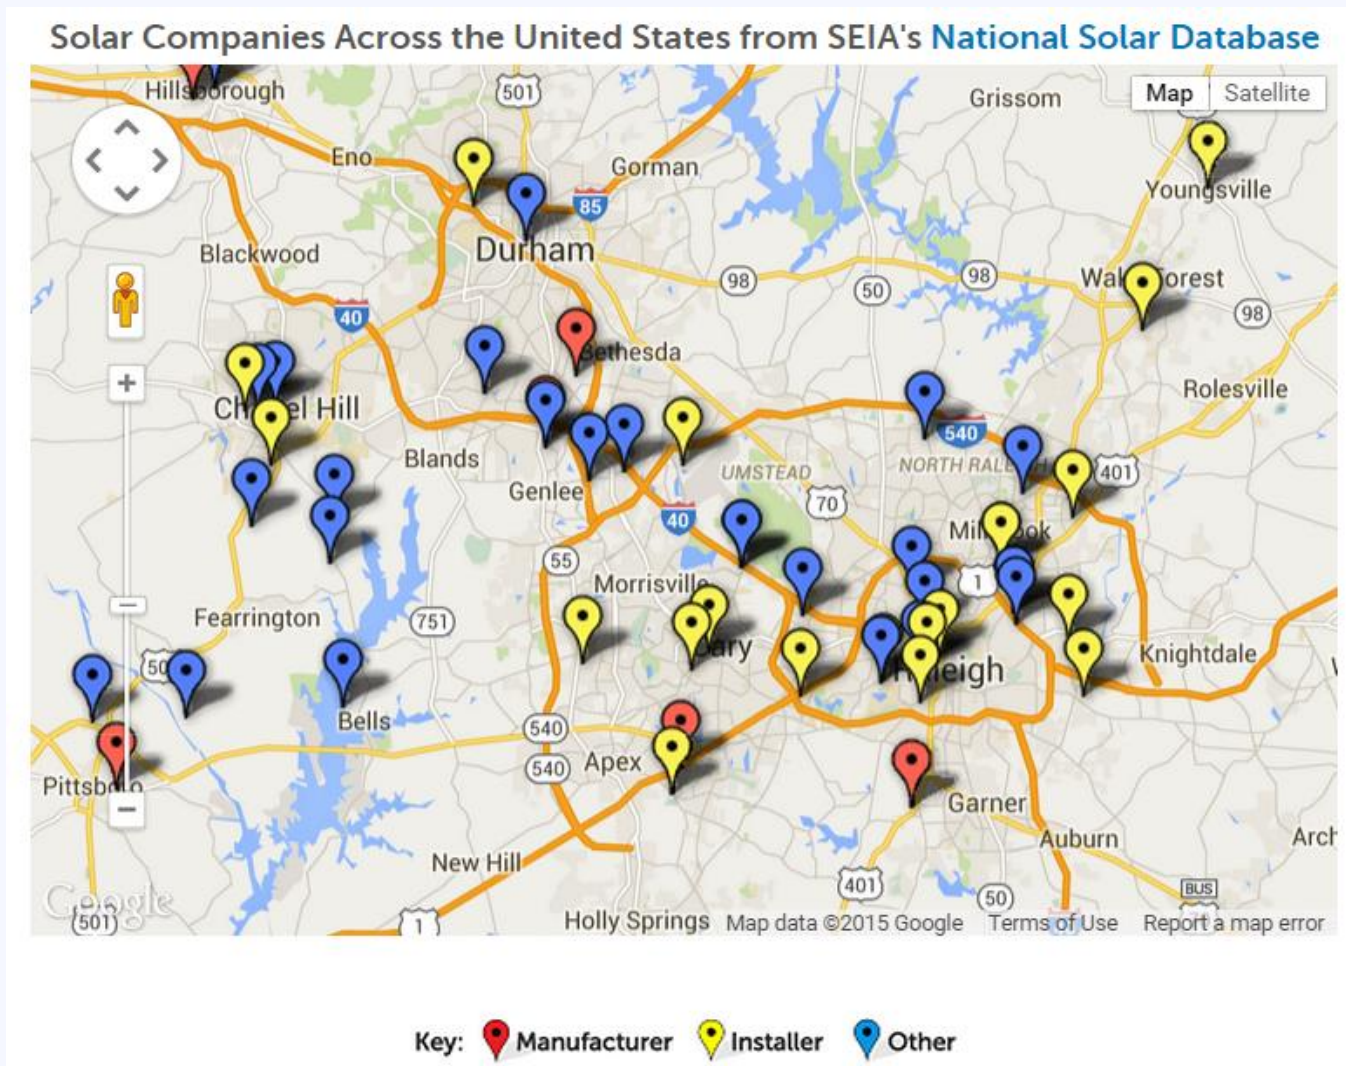 Solar Companies Across the United States from SEIA's National Solar Database
Hillsborough
501
Grissom
Map
Satellite
Eno
Gorman
Youngsville
85
Durham
Blackwood
98
98
50
40
98
Bethesda
Rolesville
540
Blands
UMSTEAD
401
Genlee
70
40
55
Morrisville
1
Fearrington
751
Knightdale
50
Bells
540
Apex
540
Garner
Auburn
Arch
New Hill
401
50
BUS
Google
501
1
Holly Springs
Map data ©2015 Google
Terms of Use
Report a map error
Key: Manufacturer Installer Other